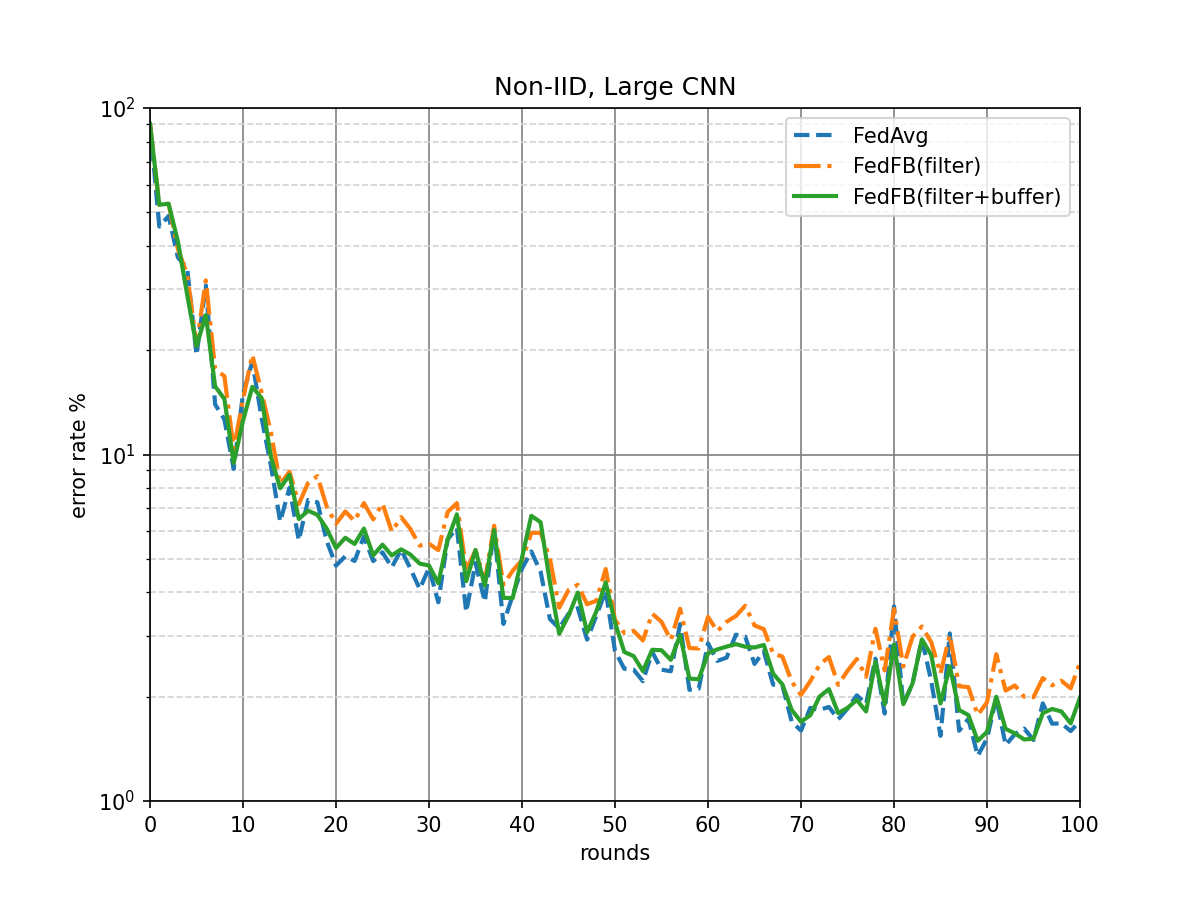 Non-IID, Large CNN
10²
10¹
10⁰
error rate %
FedAvg
FedFB(filter)
FedFB(filter+buffer)
0 10 20 30 40 50 60 70 80 90 100
rounds